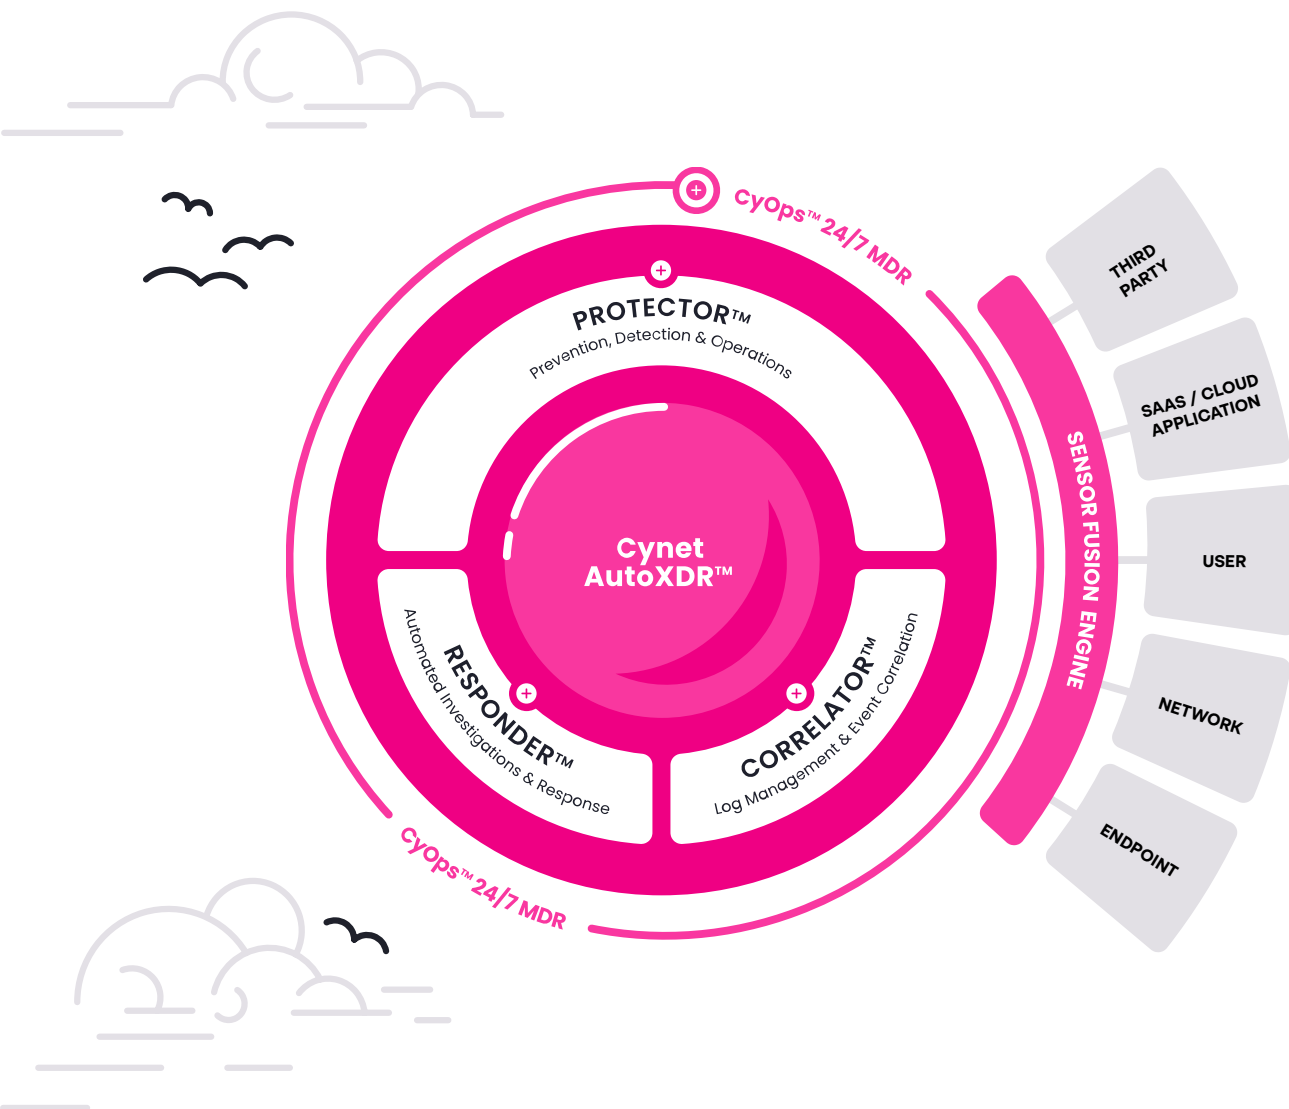 CyOps™ 24/7 MDR
PROTECTOR™
Prevention, Detection & Operations
Cynet
AutoXDR™
RESPONDER™
Automated Investigations & Response
CORRELATOR™
Log Management & Event Correlation
CyOps™ 24/7 MDR
SENSOR FUSION ENGINE
THIRD
PARTY
SAAS / CLOUD
APPLICATION
USER
NETWORK
ENDPOINT